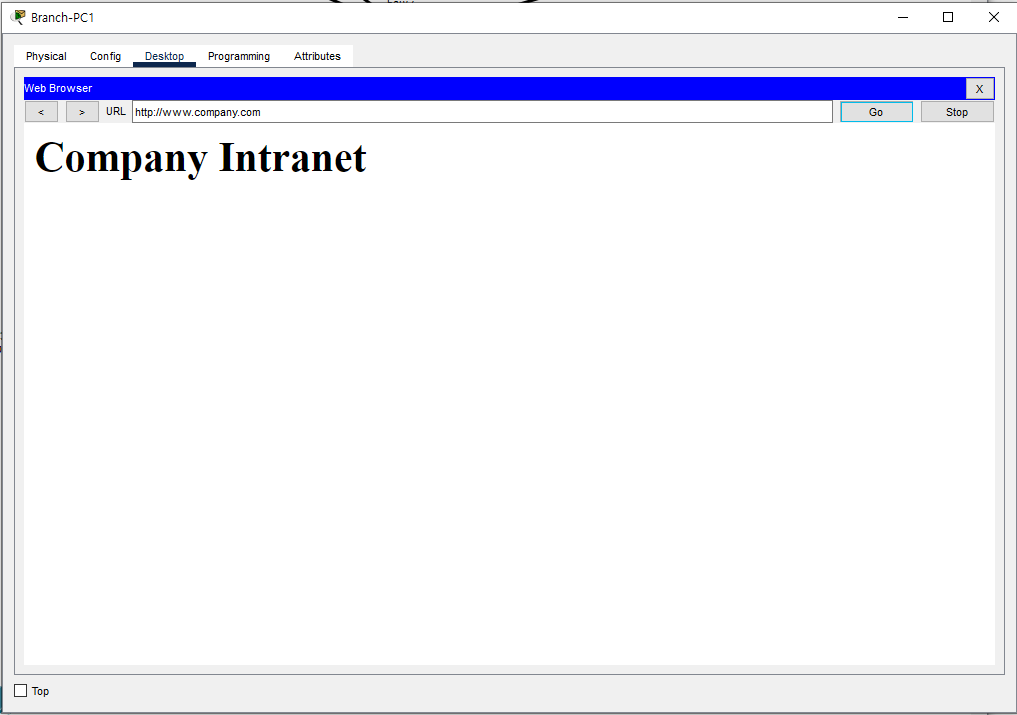 Branch-PC1
Physical Config Desktop Programming Attributes
Web Browser X
< > URL http://www.company.com Go Stop
Company Intranet
Top